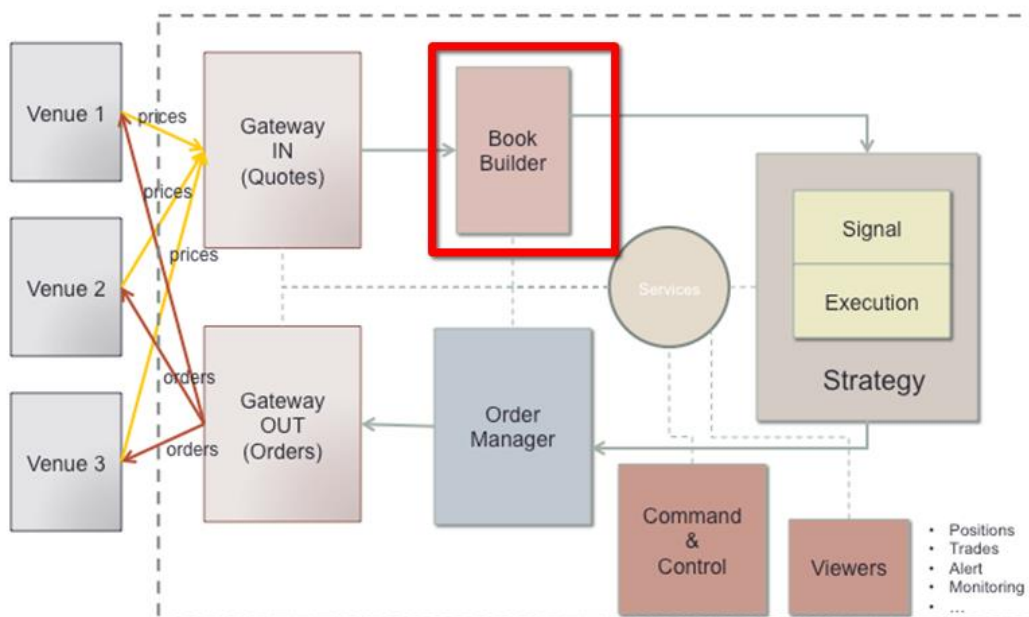 Venue 1
prices
Gateway
IN
(Quotes)
Book
Builder
prices
prices
Venue 2
Services
Signal
Execution
Strategy
orders
orders
Venue 3
Gateway
OUT
(Orders)
Order
Manager
Command
&
Control
Viewers
• Positions
• Trades
• Alert
• Monitoring
• ...